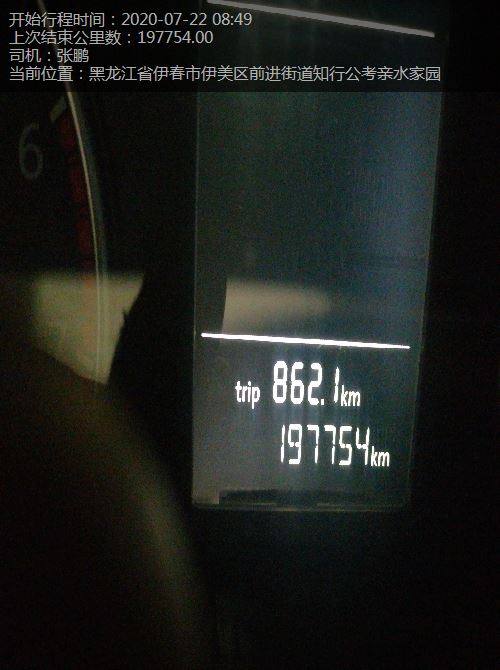 开始行程时间：2020-07-22 08:49
上次结束公里数：197754.00
司机：张鹏
当前位置：黑龙江省伊春市伊美区前进街道知行公考亲水家园
6
trip 862.1km
197754km